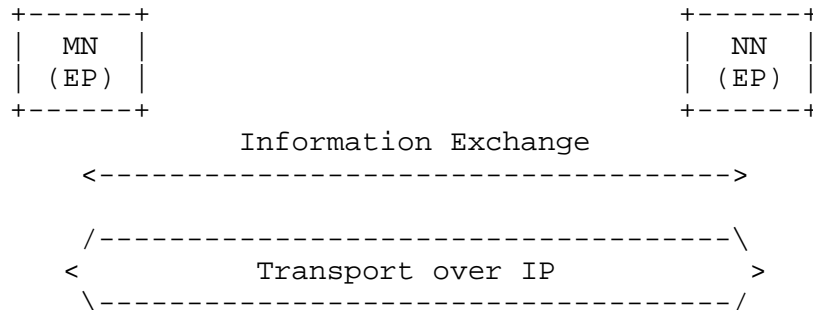 MN NN
(EP) (EP)
Information Exchange
Transport over IP